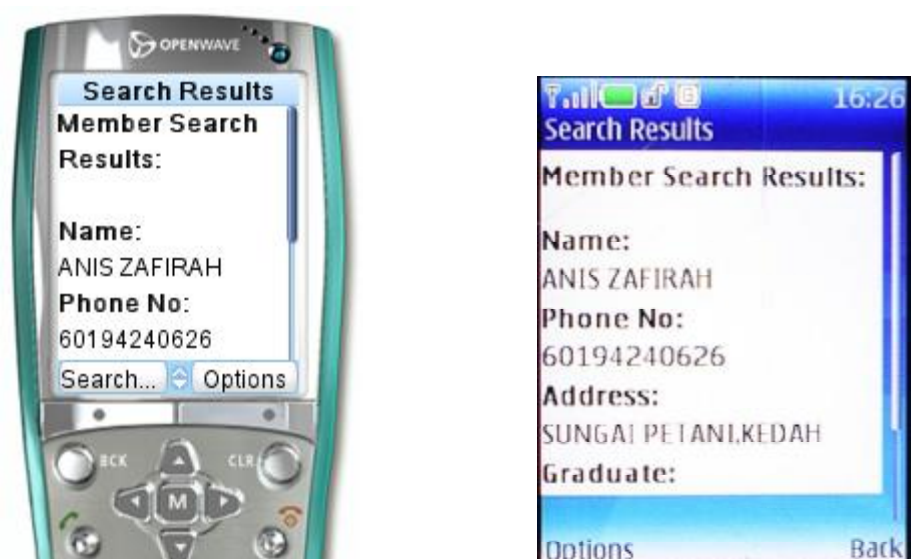 OPENWAVE
Search Results
Member Search
Results:
Name:
ANIS ZAFIRAH
Phone No:
60194240626
Search... Options
BCK CLR
M
16:26
Search Results
Member Search Results:
Name:
ANIS ZAFIRAH
Phone No:
60194240626
Address:
SUNGAI PETANI,KEDAH
Graduate:
Options Back